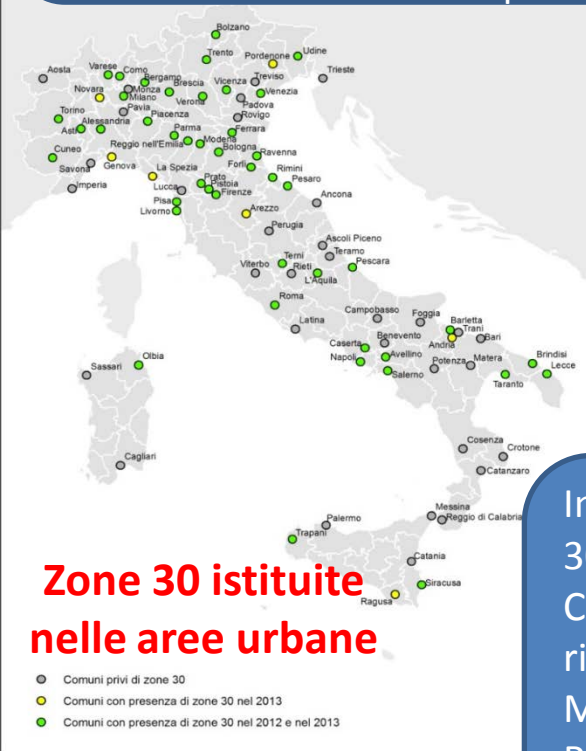 Bolzano
Trento
Pordenone
Udine
Aosta
Varese
Como
Bergamo
Brescia
Vicenza
Treviso
Trieste
Novara
Monza
Milano
Verona
Venezia
Padova
Torino
Pavia
Piacenza
Rovigo
Asti
Alessandria
Parma
Ferrara
Cuneo
Reggio nell'Emilia
Modena
Bologna
Ravenna
Savona
Genova
La Spezia
Forlì
Rimini
Imperia
Lucca
Prato
Pistoia
Firenze
Pesaro
Pisa
Livorno
Arezzo
Ancona
Perugia
Ascoli Piceno
Teramo
Viterbo
Terni
Rieti
L'Aquila
Pescara
Roma
Latina
Campobasso
Foggia
Barletta
Trani
Bari
Andria
Caserta
Benevento
Napoli
Avellino
Salerno
Potenza
Matera
Brindisi
Lecce
Taranto
Olbia
Sassari
Cagliari
Cosenza
Crotone
Catanzaro
Messina
Reggio di Calabria
Palermo
Trapani
Catania
Siracusa
Ragusa
Zone 30 istituite
nelle aree urbane
Comuni privi di zone 30
Comuni con presenza di zone 30 nel 2013
Comuni con presenza di zone 30 nel 2012 e nel 2013
In
3
C
ri
M